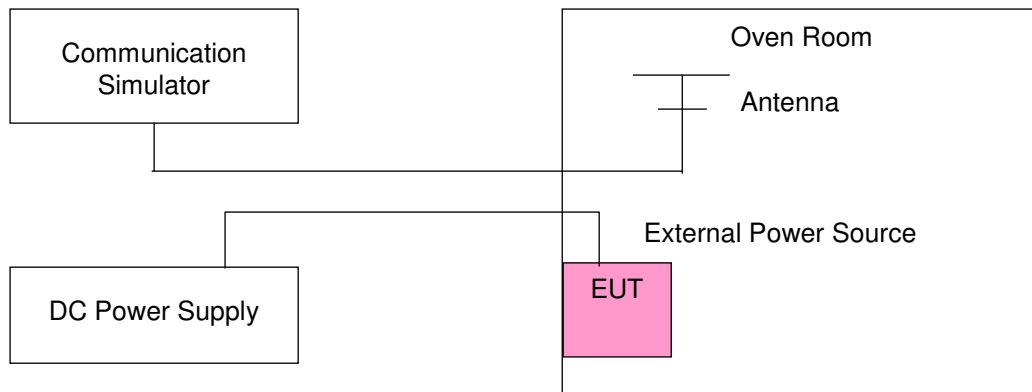 Communication
Simulator
Oven Room
Antenna
External Power Source
DC Power Supply
EUT